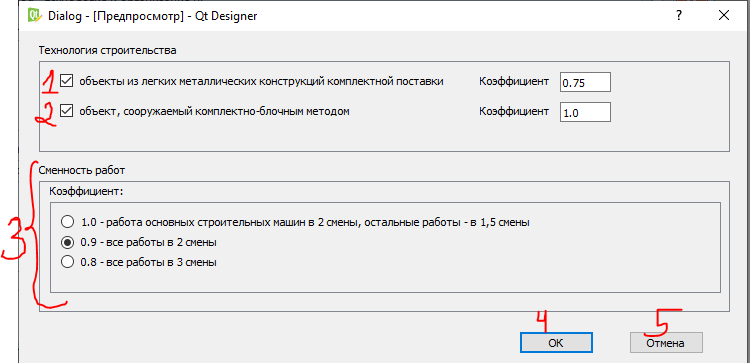 Dialog - [Предпросмотр] - Qt Designer
Технология строительства
1 объекты из легких металлических конструкций комплектной поставки Коэффициент 0.75
2 объект, сооружаемый комплектно-блочным методом Коэффициент 1.0
Сменность работ
Коэффициент:
1.0 - работа основных строительных машин в 2 смены, остальные работы - в 1,5 смены
3 0.9 - все работы в 2 смены
0.8 - все работы в 3 смены
4 5
OK Отмена